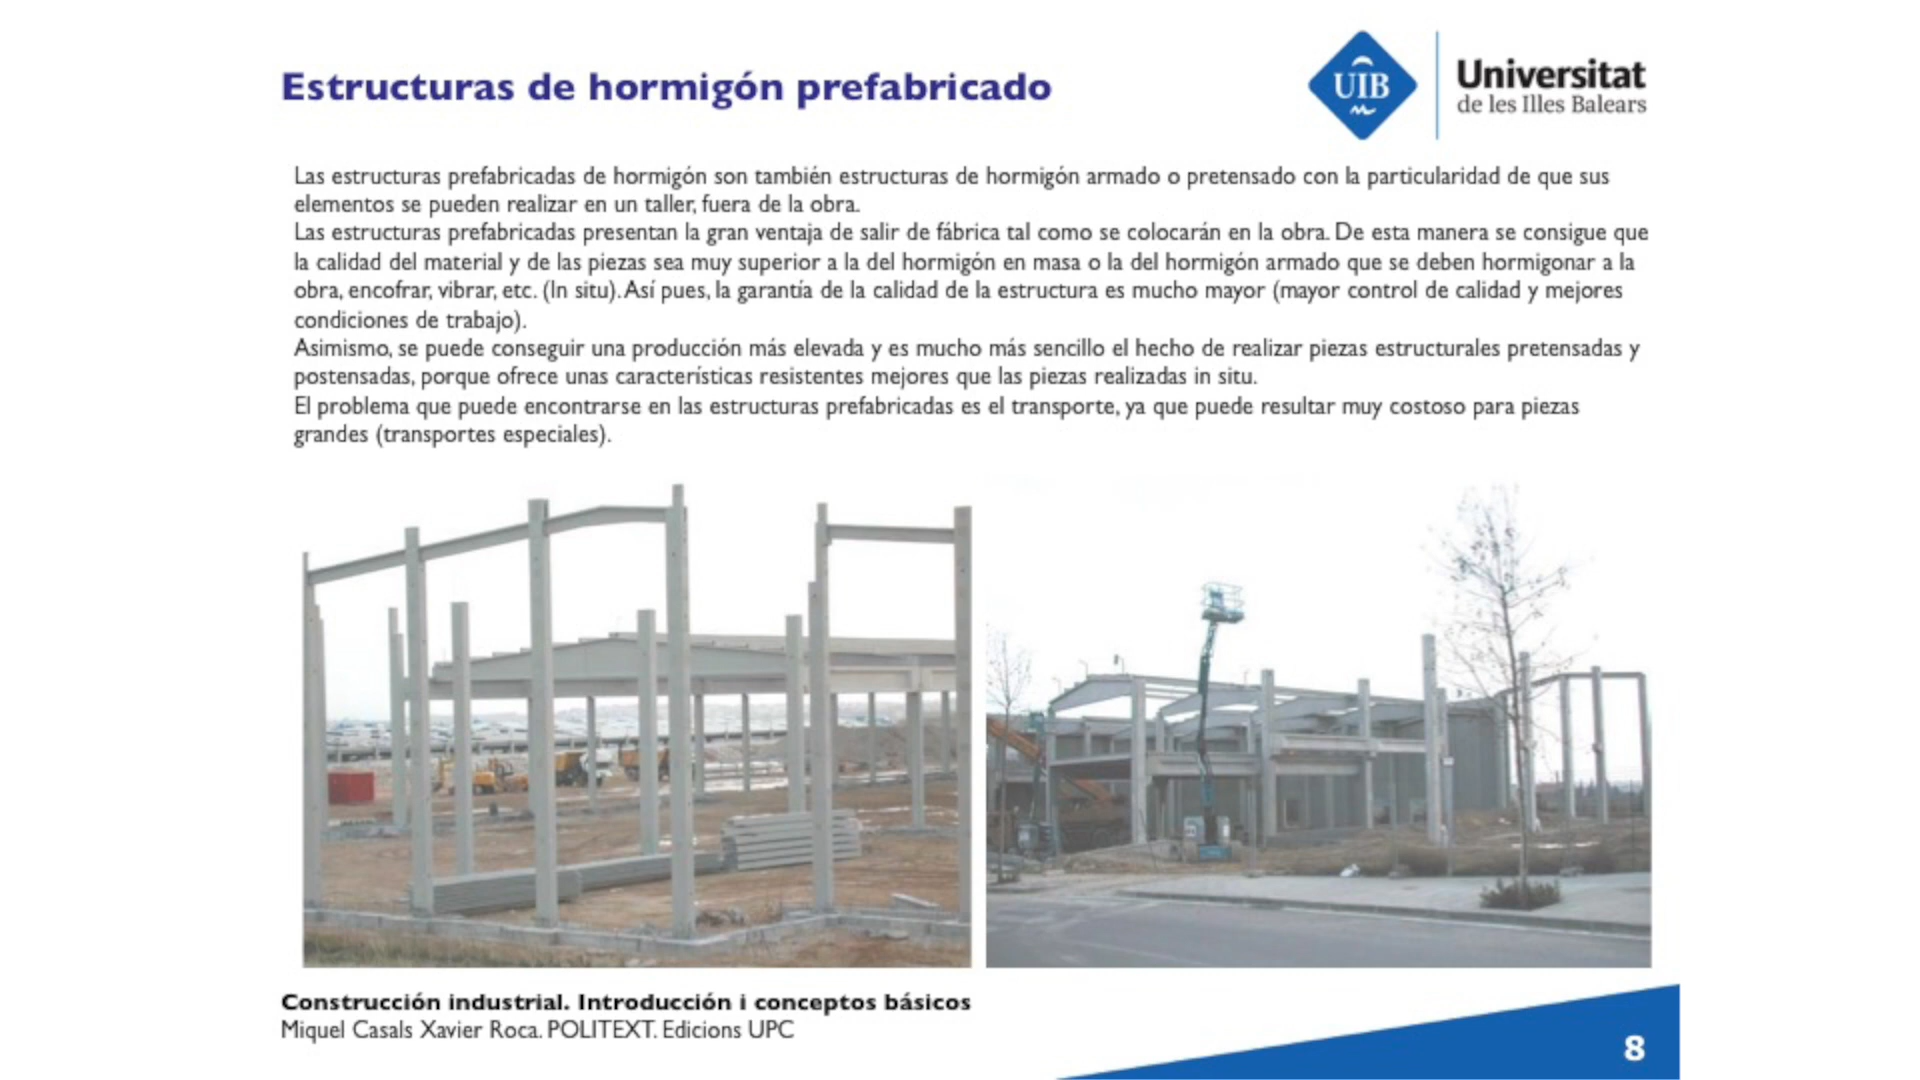 Estructuras de hormigón prefabricado
UIB
Universitat
de les Illes Balears
Las estructuras prefabricadas de hormigón son también estructuras de hormigón armado o pretensado con la particularidad de que sus
elementos se pueden realizar en un taller, fuera de la obra.
Las estructuras prefabricadas presentan la gran ventaja de salir de fábrica tal como se colocarán en la obra. De esta manera se consigue que
la calidad del material y de las piezas sea muy superior a la del hormigón en masa o la del hormigón armado que se deben hormigonar a la
obra, encofrar, vibrar, etc. (In situ). Así pues, la garantía de la calidad de la estructura es mucho mayor (mayor control de calidad y mejores
condiciones de trabajo).
Asimismo, se puede conseguir una producción más elevada y es mucho más sencillo el hecho de realizar piezas estructurales pretensadas y
postensadas, porque ofrece unas características resistentes mejores que las piezas realizadas in situ.
El problema que puede encontrarse en las estructuras prefabricadas es el transporte, ya que puede resultar muy costoso para piezas
grandes (transportes especiales).
Construcción industrial. Introducción i conceptos básicos
Miquel Casals Xavier Roca. POLITEXT. Edicions UPC
8